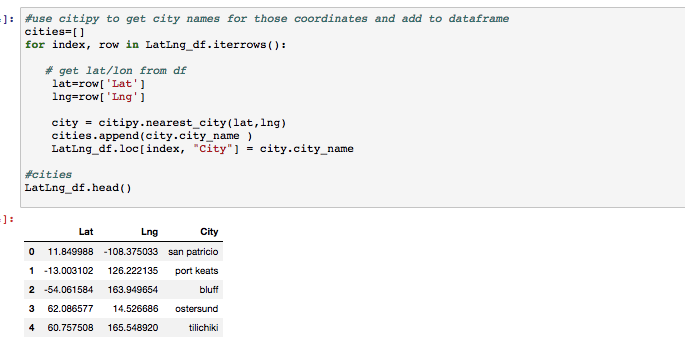 ]: #use citipy to get city names for those coordinates and add to dataframe
cities=[]
for index, row in LatLng_df.iterrows():
# get lat/lon from df
lat=row['Lat']
lng=row['Lng']
city = citipy.nearest_city(lat,lng)
cities.append(city.city_name )
LatLng_df.loc[index, "City"] = city.city_name
#cities
LatLng_df.head()
]:
Lat Lng City
0 11.849988 -108.375033 san patricio
1 -13.003102 126.222135 port keats
2 -54.061584 163.949654 bluff
3 62.086577 14.526686 ostersund
4 60.757508 165.548920 tilichiki